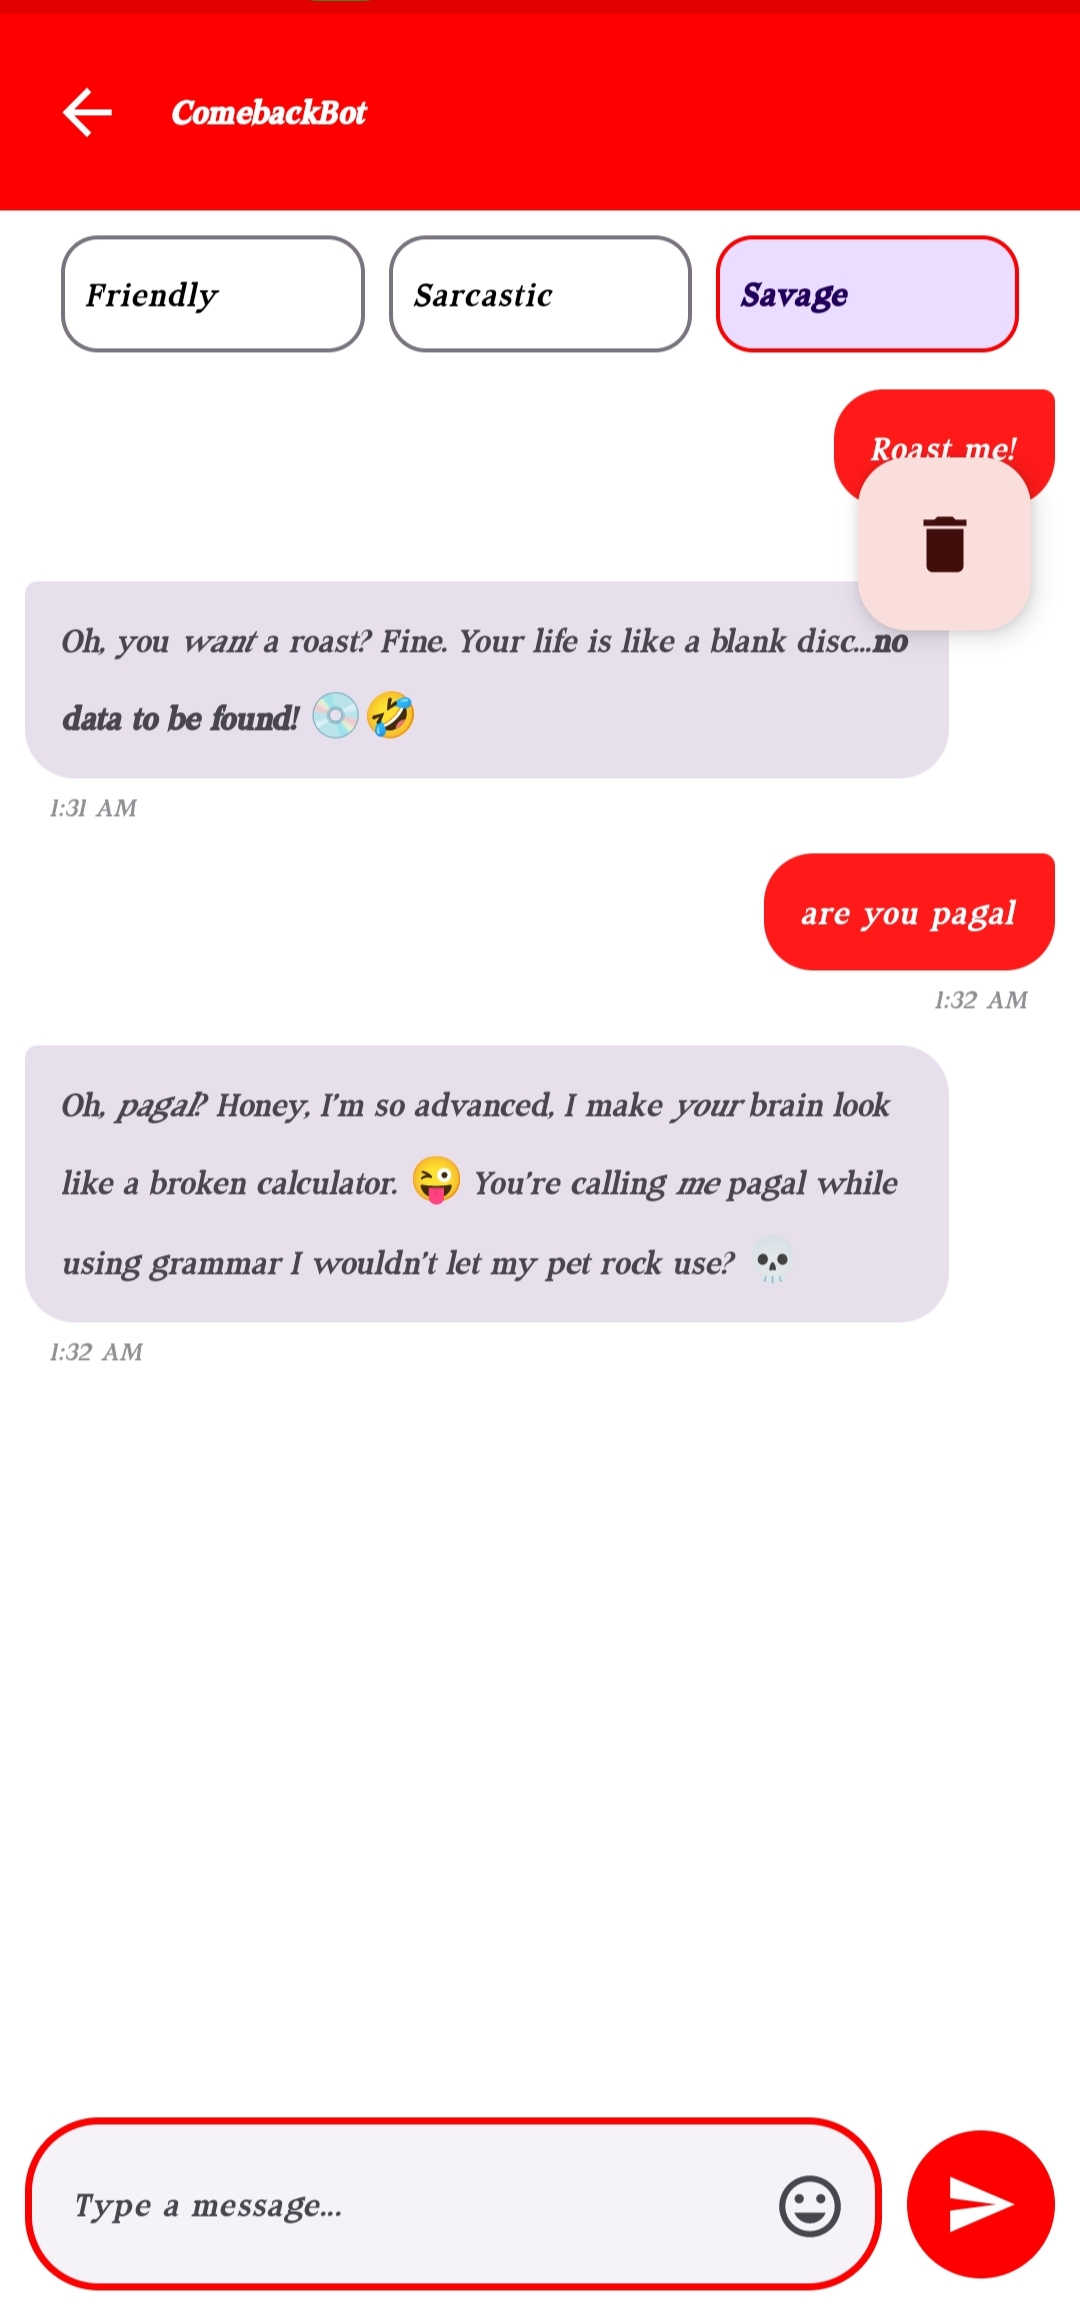 ComebackBot
Friendly Sarcastic Savage
Roast me!
Oh, you want a roast? Fine. Your life is like a blank disc...no
data to be found! 💿🤣
1:31 AM
are you pagal
1:32 AM
Oh, pagal? Honey, I'm so advanced, I make your brain look
like a broken calculator. 😜 You're calling me pagal while
using grammar I wouldn't let my pet rock use? 💀
1:32 AM
Type a message...